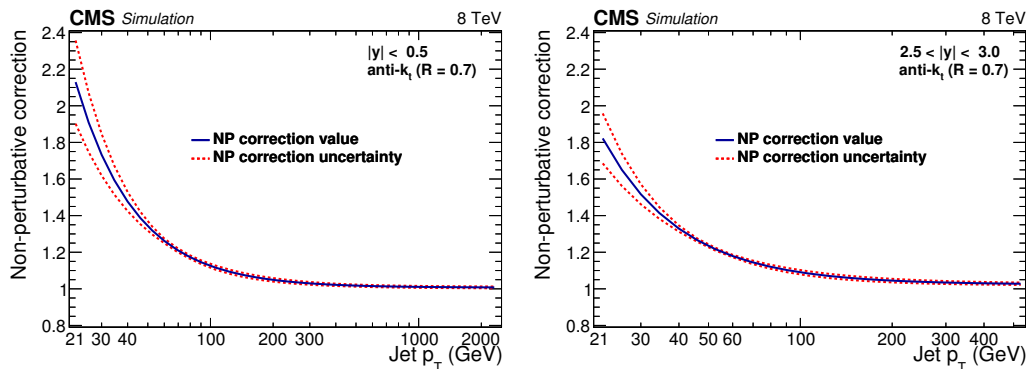 CMS Simulation 8 TeV
Non-perturbative correction
2.4
2.2
2
1.8
1.6
1.4
1.2
1
0.8
|y| < 0.5
anti-kt (R = 0.7)
NP correction value
NP correction uncertainty
21 30 40 100 200 300 1000 2000
Jet pT (GeV)
CMS Simulation 8 TeV
Non-perturbative correction
2.4
2.2
2
1.8
1.6
1.4
1.2
1
0.8
2.5 < |y| < 3.0
anti-kt (R = 0.7)
NP correction value
NP correction uncertainty
21 30 40 50 60 100 200 300 400
Jet pT (GeV)